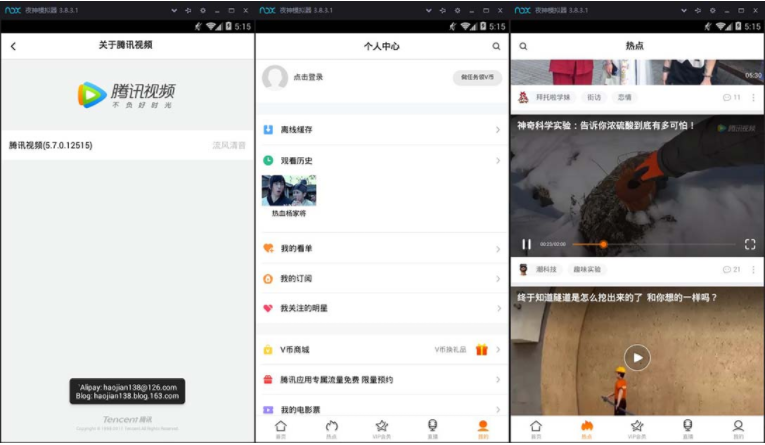 nox 夜神模拟器 3.8.3.1
5:15
关于腾讯视频
腾讯视频
不负好时光
腾讯视频(5.7.0.12515)
流风清音
'Alipay: haojian138@126.com
Blog: haojian138.blog.163.com
Tencent 腾讯
nox 夜神模拟器 3.8.3.1
5:15
个人中心
点击登录
做任务领V币
离线缓存
观看历史
热血杨家将
我的看单
我的订阅
我关注的明星
V币商城
V币换礼品
腾讯应用专属流量免费 限量预约
我的电影票
首页
热点
VIP会员
直播
我的
nox 夜神模拟器 3.8.3.1
5:15
热点
05:30
拜托啦学妹
街访
恋情
11
神奇科学实验：告诉你浓硫酸到底有多可怕！
腾讯视频
潮科技
趣味实验
21
终于知道隧道是怎么挖出来的了 和你想的一样吗？
首页
热点
VIP会员
直播
我的